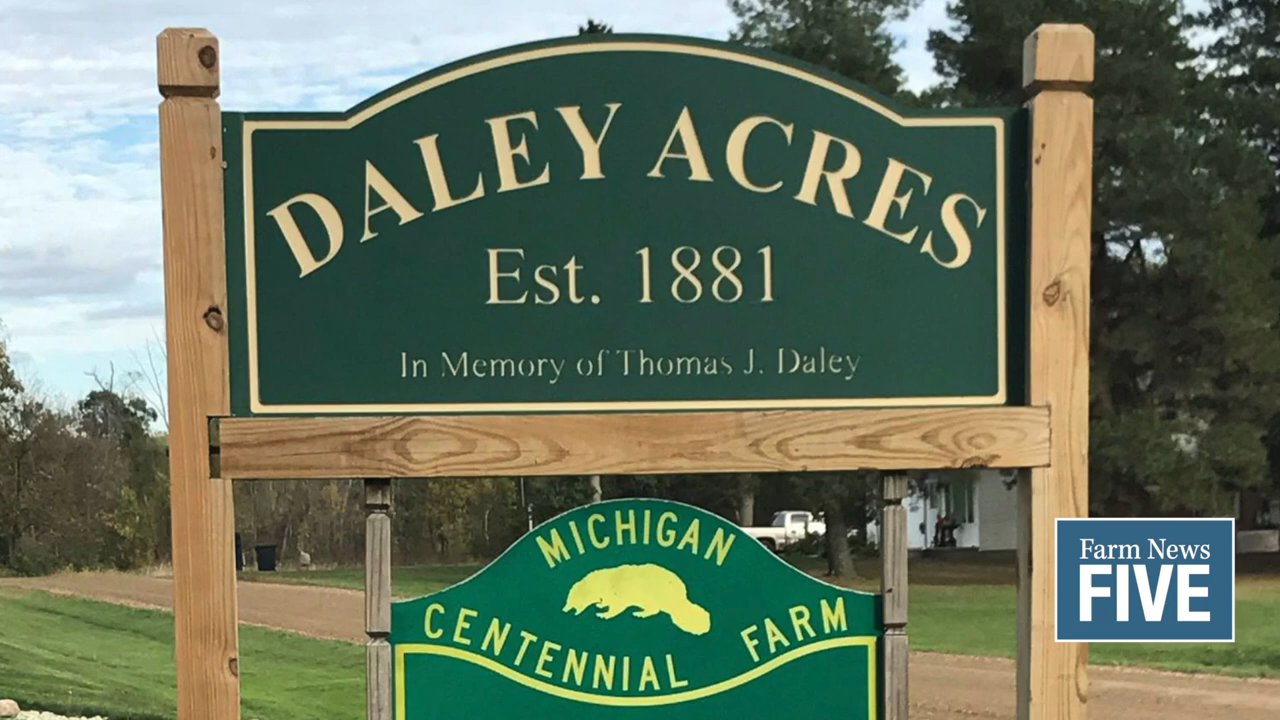 DALEY ACRES
Est. 1881
In Memory of Thomas J. Daley
MICHIGAN
CENTENNIAL FARM
Farm News
FIVE